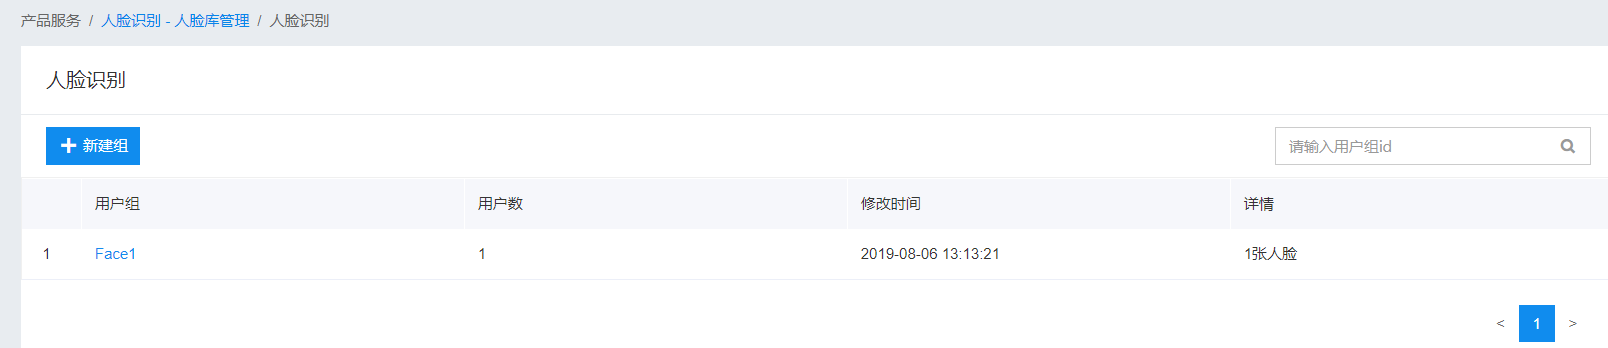 产品服务 / 人脸识别 - 人脸库管理 / 人脸识别
人脸识别
新建组 请输入用户组id
用户组 用户数 修改时间 详情
1 Face1 1 2019-08-06 13:13:21 1张人脸
< 1 >